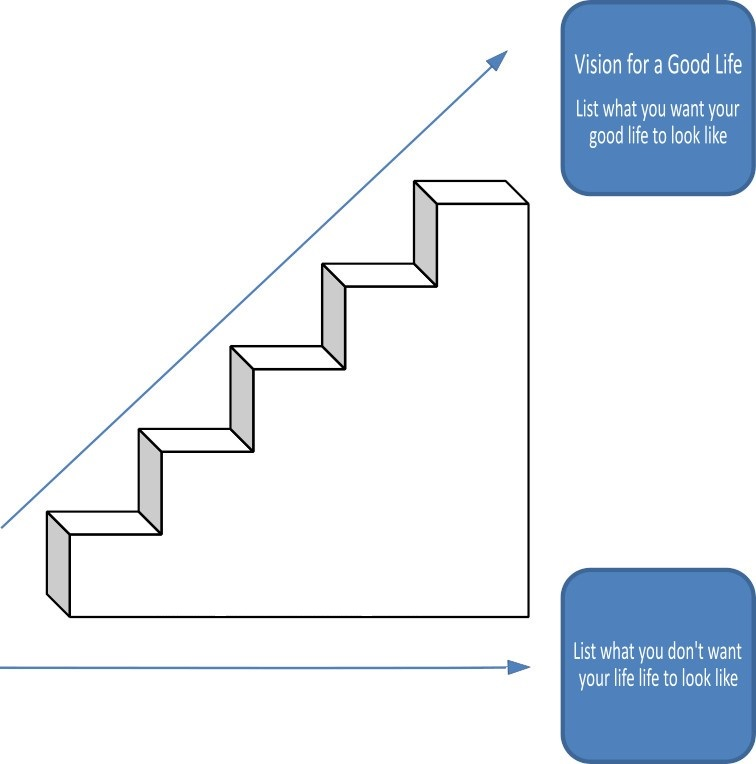 Vision for a Good Life
List what you want your
good life to look like
List what you don't want
your life life to look like